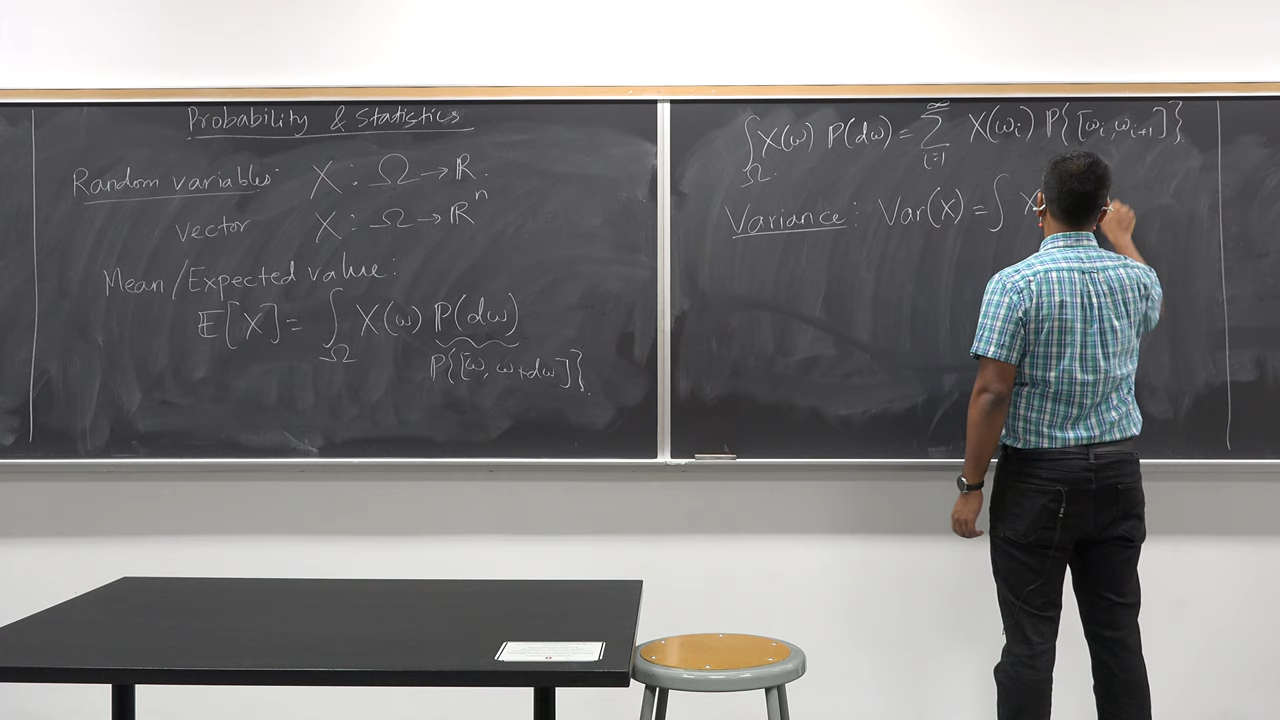 Probability & Statistics
Random variables: X : Ω → ℝ.
Vector X : Ω → ℝⁿ
Mean/Expected value:
𝔼[X] = ∫_Ω X(ω) ℙ(dω)
ℙ{[ω, ω+dω]}.
∫_Ω X(ω) ℙ(dω) = ∑_{i=1}^∞ X(ωᵢ) ℙ{[ωᵢ, ωᵢ₊₁]}.
Variance: Var(X) = ∫ X